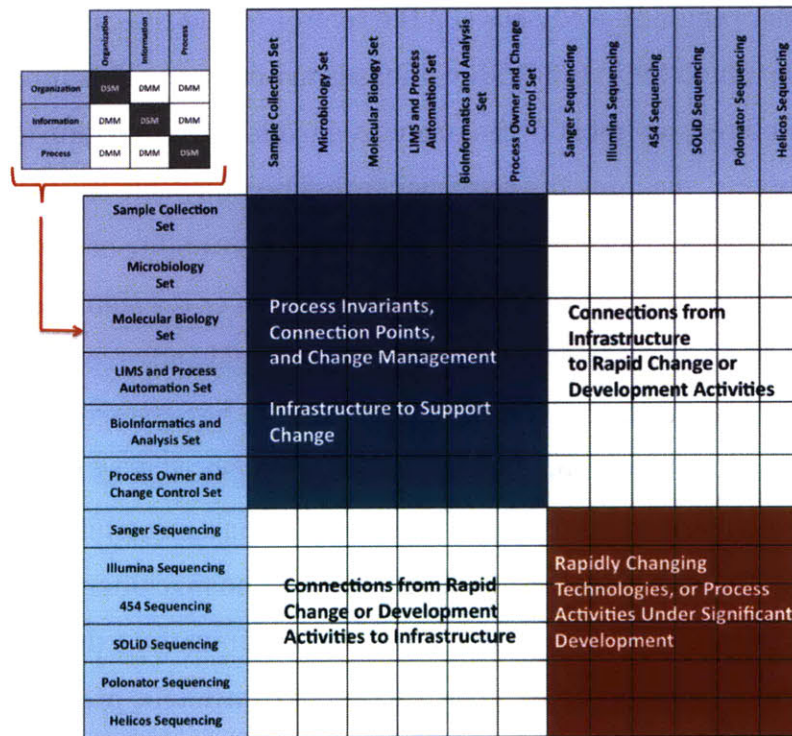 Organization
Information
Process
Organization
DSM
DMM
DMM
Information
DMM
DSM
DMM
Process
DMM
DMM
DSM
Sample Collection Set
Microbiology Set
Molecular Biology Set
LIMS and Process
Automation Set
BioInformatics and Analysis
Set
Process Owner and Change
Control Set
Sanger Sequencing
Illumina Sequencing
454 Sequencing
SOLiD Sequencing
Polonator Sequencing
Helicos Sequencing
Sample Collection
Set
Microbiology
Set
Molecular Biology
Set
LIMS and Process
Automation Set
BioInformatics and
Analysis Set
Process Owner and
Change Control Set
Sanger Sequencing
Illumina Sequencing
454 Sequencing
SOLiD Sequencing
Polonator Sequencing
Helicos Sequencing
Process Invariants,
Connection Points,
and Change Management
Infrastructure to Support
Change
Connections from
Infrastructure
to Rapid Change or
Development Activities
Connections from Rapid
Change or Development
Activities to Infrastructure
Rapidly Changing
Technologies, or Process
Activities Under Significant
Development